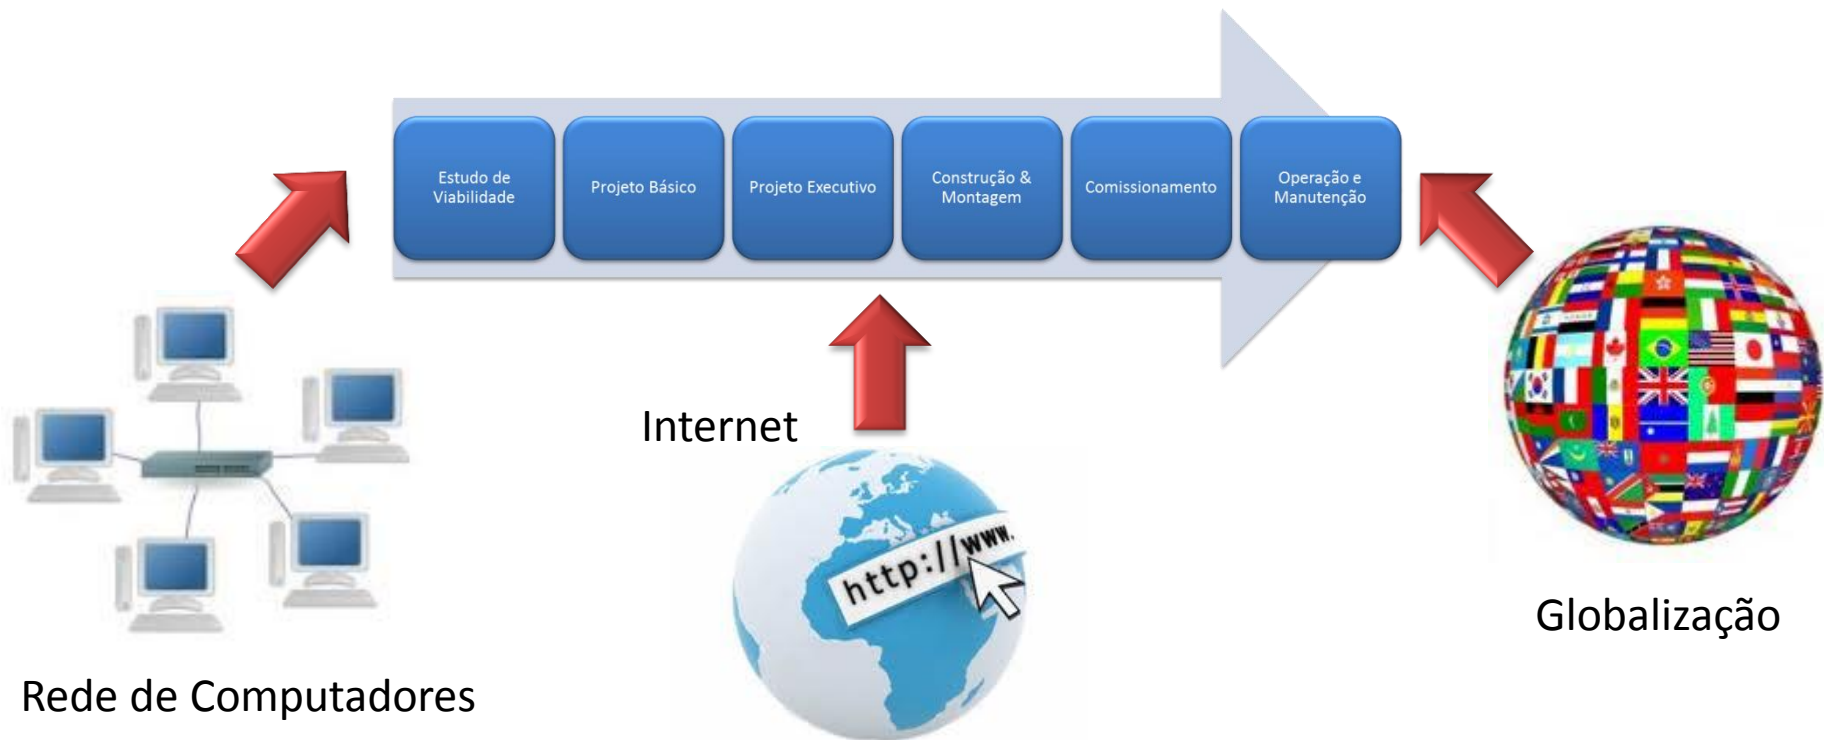 Estudo de
Viabilidade
Projeto Básico
Projeto Executivo
Construção &
Montagem
Comissionamento
Operação e
Manutenção
Internet
http://www.
Globalização
Rede de Computadores